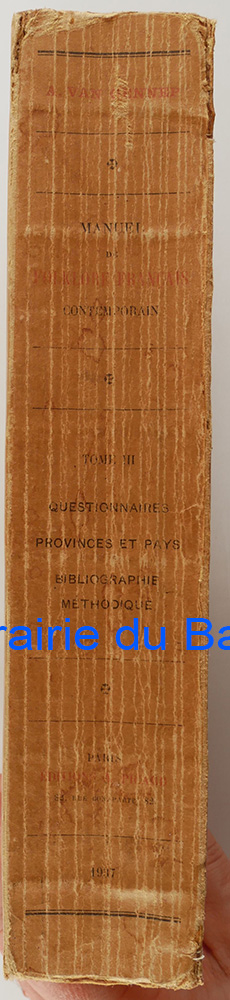 A. VAN GENNEP
MANUEL
DE
FOLKLORE FRANÇAIS
CONTEMPORAIN
TOME III
QUESTIONNAIRES
PROVINCES ET PAYS
BIBLIOGRAPHIE
MÉTHODIQUE
rairie du Ba
PARIS
1937